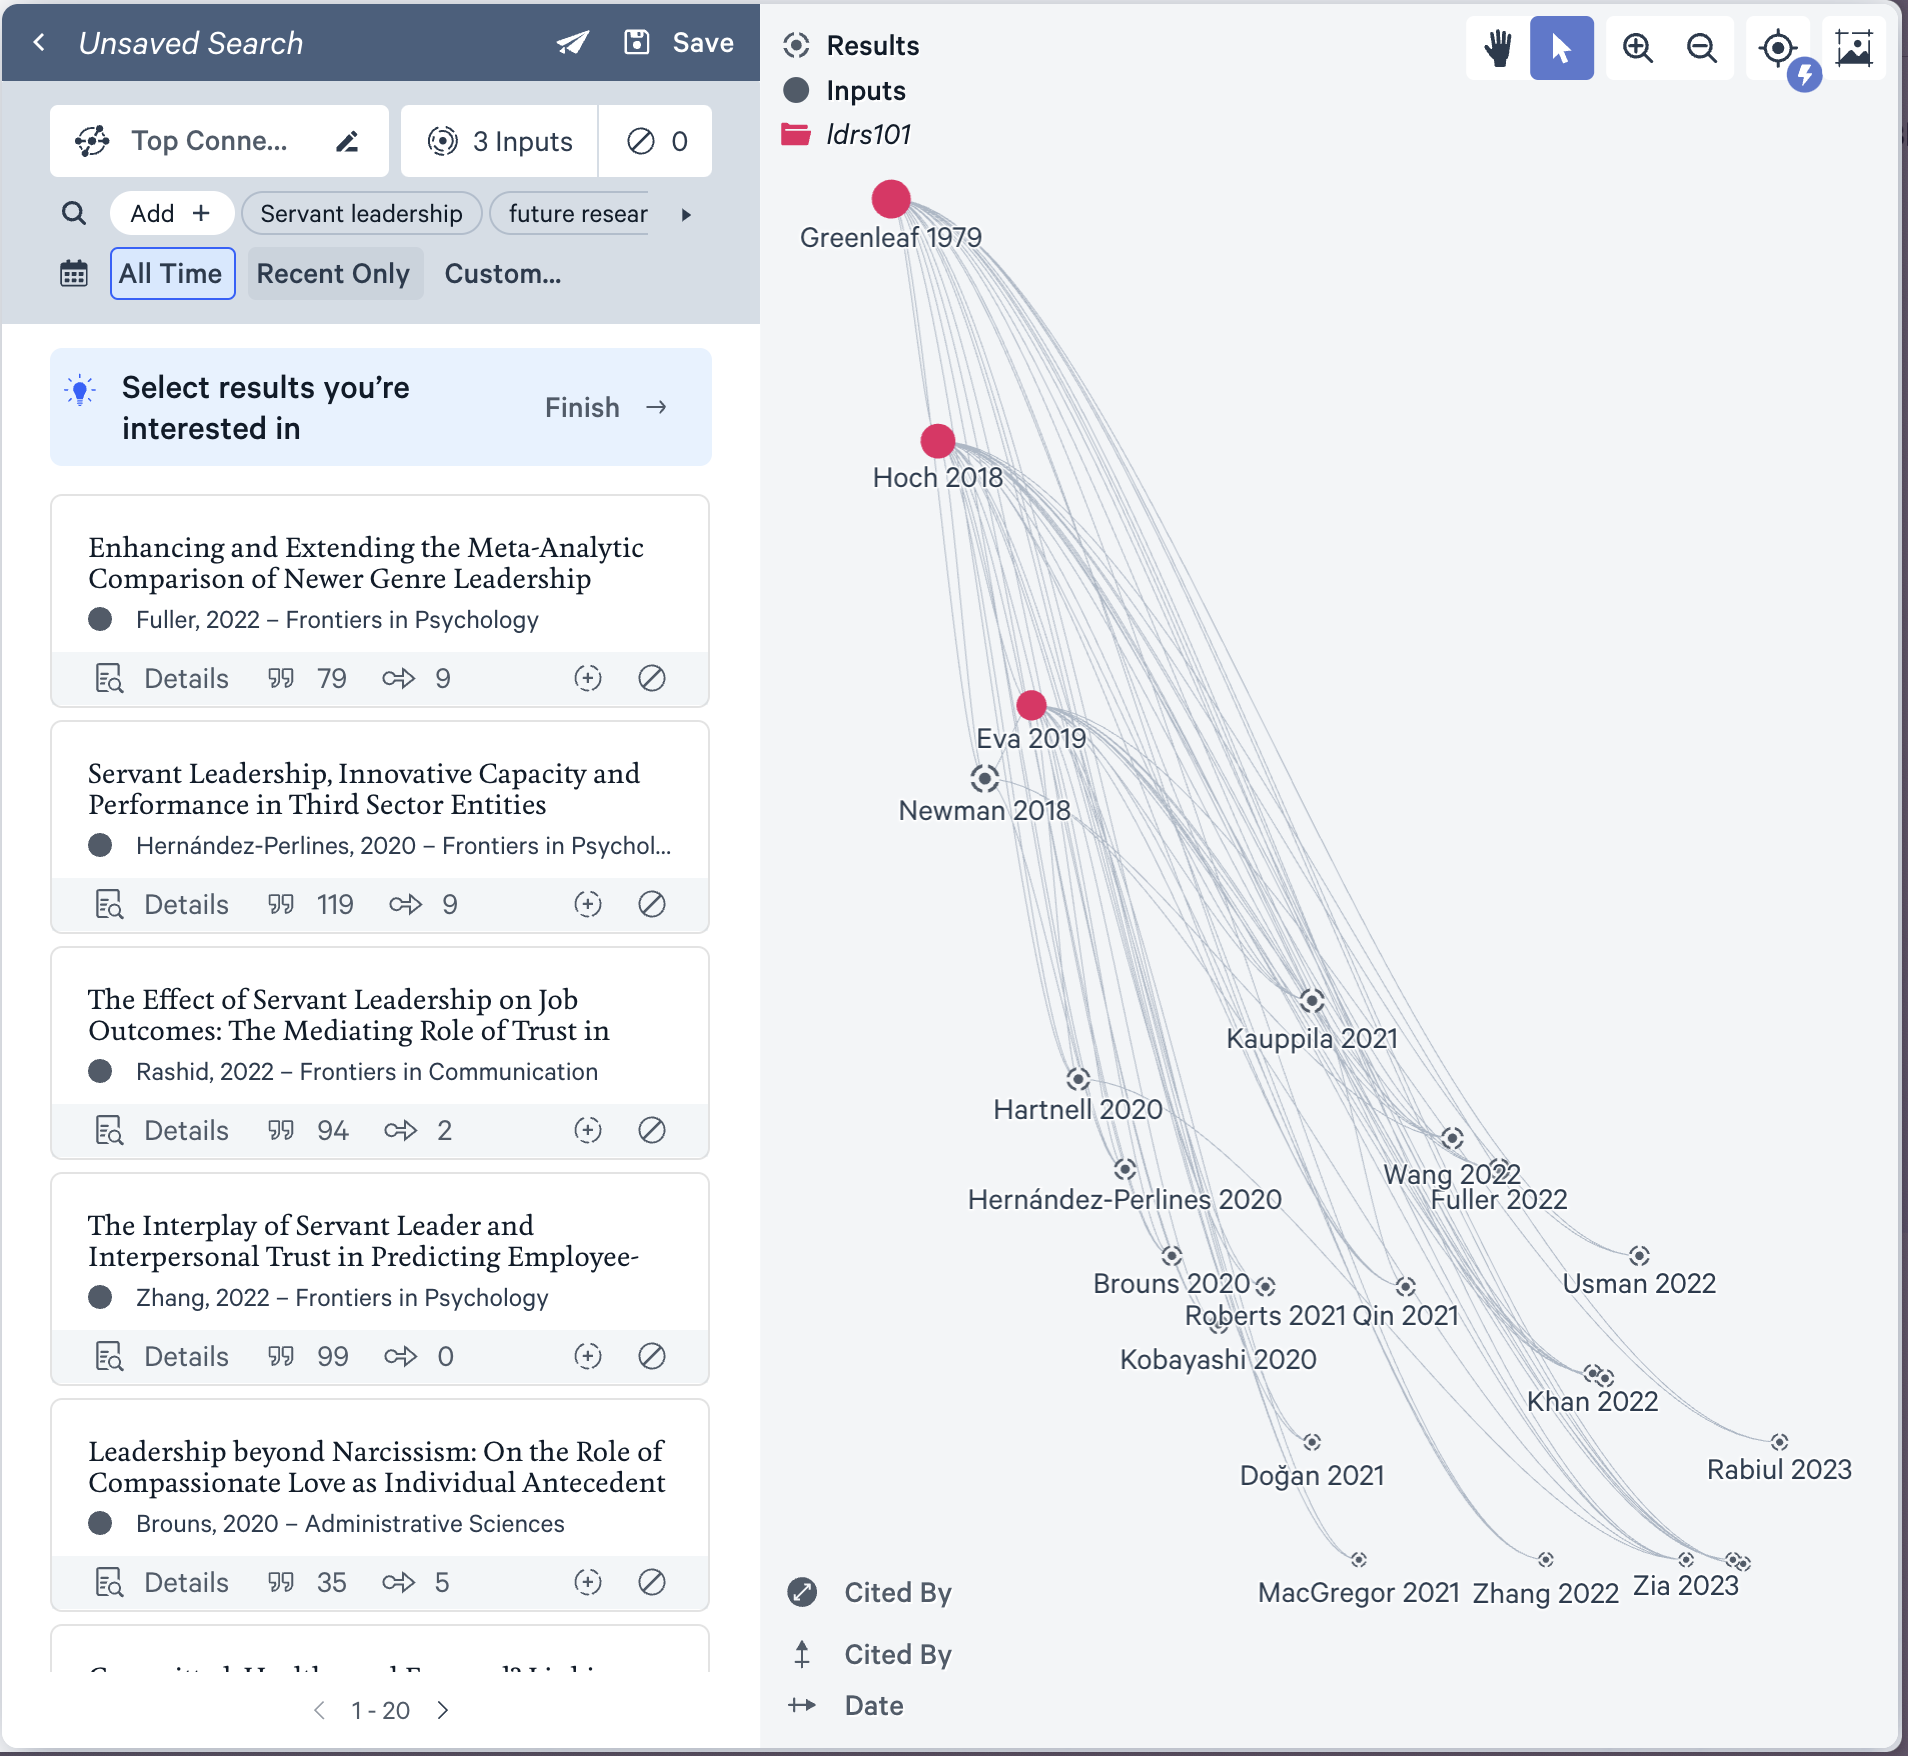 Unsaved Search
Save
Top Conne...
3 Inputs
0
Add +
Servant leadership
future resear
All Time
Recent Only
Custom...
Select results you're
interested in
Finish →
Enhancing and Extending the Meta-Analytic
Comparison of Newer Genre Leadership
Fuller, 2022 – Frontiers in Psychology
Details 79 9
Servant Leadership, Innovative Capacity and
Performance in Third Sector Entities
Hernández-Perlines, 2020 – Frontiers in Psychol...
Details 119 9
The Effect of Servant Leadership on Job
Outcomes: The Mediating Role of Trust in
Rashid, 2022 – Frontiers in Communication
Details 94 2
The Interplay of Servant Leader and
Interpersonal Trust in Predicting Employee-
Zhang, 2022 – Frontiers in Psychology
Details 99 0
Leadership beyond Narcissism: On the Role of
Compassionate Love as Individual Antecedent
Brouns, 2020 – Administrative Sciences
Details 35 5
1 - 20
Results
Inputs
ldrs101
Greenleaf 1979
Hoch 2018
Eva 2019
Newman 2018
Kauppila 2021
Hartnell 2020
Wang 2022
Fuller 2022
Hernández-Perlines 2020
Brouns 2020
Usman 2022
Roberts 2021
Qin 2021
Kobayashi 2020
Khan 2022
Doğan 2021
Rabiul 2023
MacGregor 2021
Zhang 2022
Zia 2023
Cited By
Cited By
Date